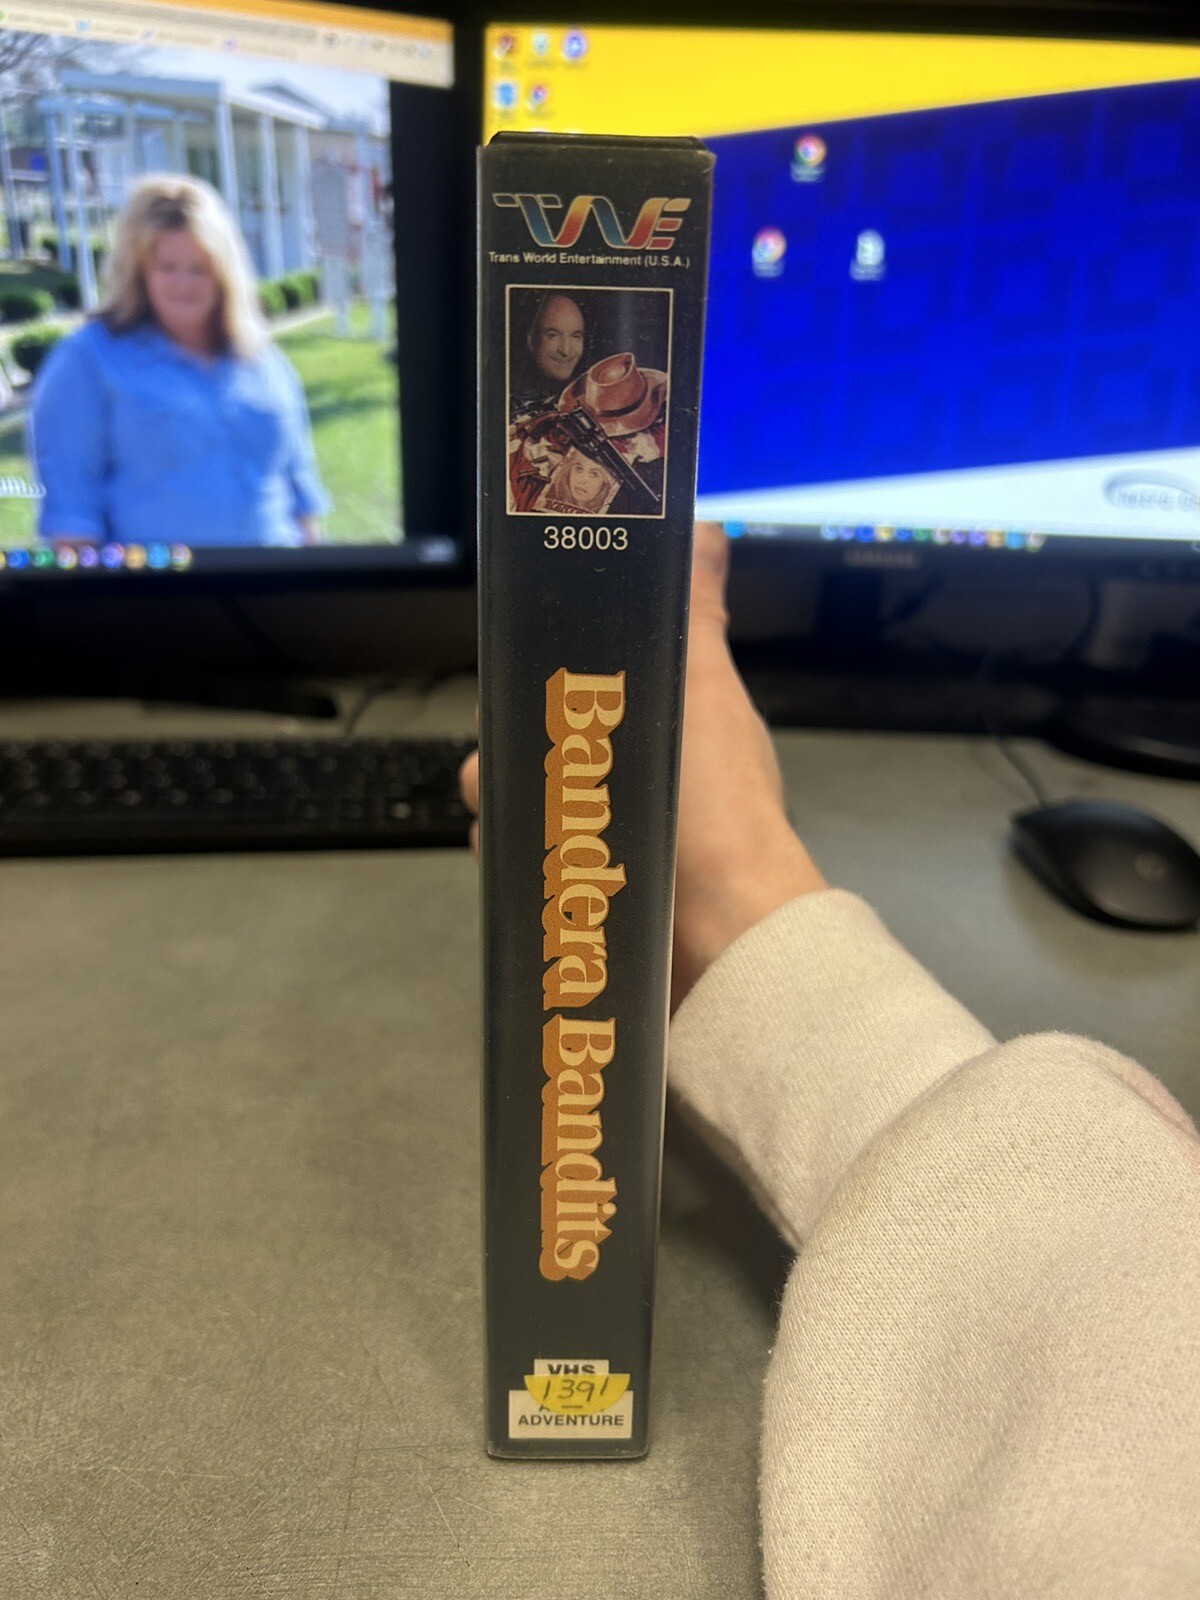 TWE
Trans World Entertainment (U.S.A.)
38003
Bandera Bandits
VHS
1391
ADVENTURE